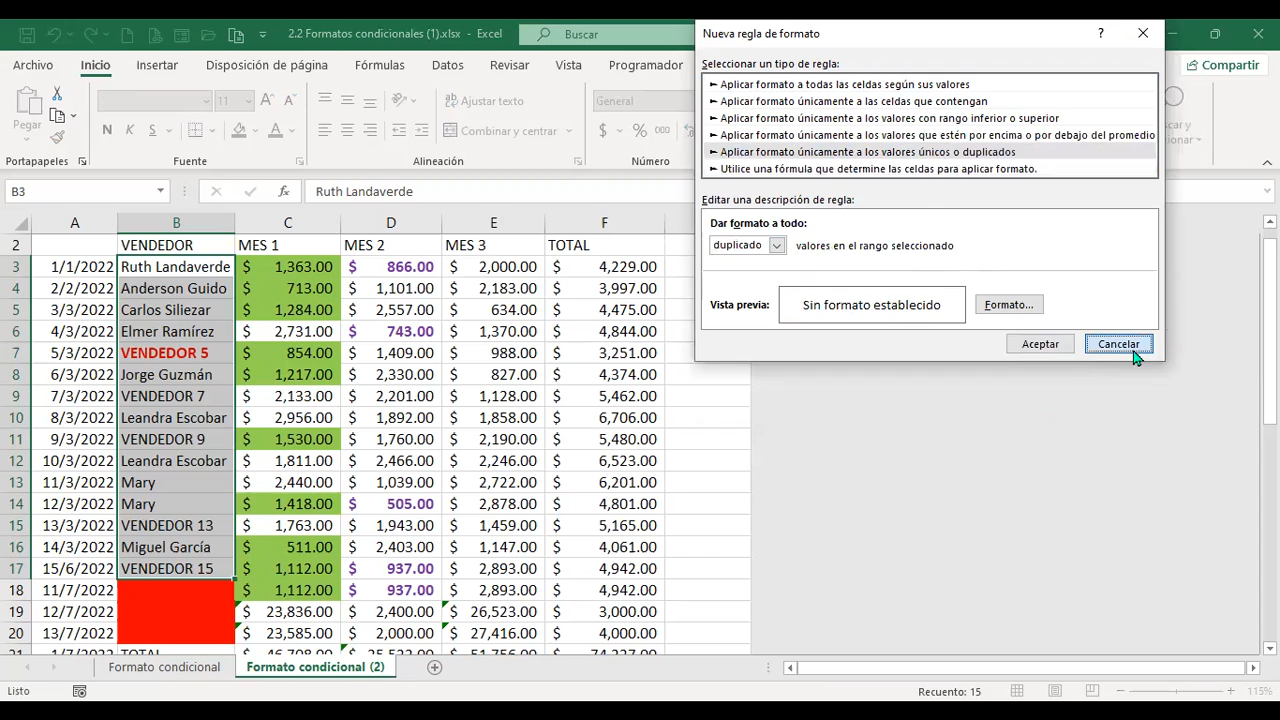 2.2 Formatos condicionales (1).xlsx - Excel
Buscar
Archivo Inicio Insertar Disposición de página Fórmulas Datos Revisar Vista Programador
Compartir
Pegar
11
Ajustar texto
General
N K S
Combinar y centrar
$ % 000
Portapapeles Fuente Alineación Número
B3 fx Ruth Landaverde
A B C D E F
2 VENDEDOR MES 1 MES 2 MES 3 TOTAL
3 1/1/2022 Ruth Landaverde $ 1,363.00 $ 866.00 $ 2,000.00 $ 4,229.00
4 2/2/2022 Anderson Guido $ 713.00 $ 1,101.00 $ 2,183.00 $ 3,997.00
5 3/3/2022 Carlos Siliezar $ 1,284.00 $ 2,557.00 $ 634.00 $ 4,475.00
6 4/3/2022 Elmer Ramírez $ 2,731.00 $ 743.00 $ 1,370.00 $ 4,844.00
7 5/3/2022 VENDEDOR 5 $ 854.00 $ 1,409.00 $ 988.00 $ 3,251.00
8 6/3/2022 Jorge Guzmán $ 1,217.00 $ 2,330.00 $ 827.00 $ 4,374.00
9 7/3/2022 VENDEDOR 7 $ 2,133.00 $ 2,201.00 $ 1,128.00 $ 5,462.00
10 8/3/2022 Leandra Escobar $ 2,956.00 $ 1,892.00 $ 1,858.00 $ 6,706.00
11 9/3/2022 VENDEDOR 9 $ 1,530.00 $ 1,760.00 $ 2,190.00 $ 5,480.00
12 10/3/2022 Leandra Escobar $ 1,811.00 $ 2,466.00 $ 2,246.00 $ 6,523.00
13 11/3/2022 Mary $ 2,440.00 $ 1,039.00 $ 2,722.00 $ 6,201.00
14 12/3/2022 Mary $ 1,418.00 $ 505.00 $ 2,878.00 $ 4,801.00
15 13/3/2022 VENDEDOR 13 $ 1,763.00 $ 1,943.00 $ 1,459.00 $ 5,165.00
16 14/3/2022 Miguel García $ 511.00 $ 2,403.00 $ 1,147.00 $ 4,061.00
17 15/6/2022 VENDEDOR 15 $ 1,112.00 $ 937.00 $ 2,893.00 $ 4,942.00
18 11/7/2022 $ 1,112.00 $ 937.00 $ 2,893.00 $ 4,942.00
19 12/7/2022 $ 23,836.00 $ 2,400.00 $ 26,523.00 $ 3,000.00
20 13/7/2022 $ 23,585.00 $ 2,000.00 $ 27,416.00 $ 4,000.00
Formato condicional Formato condicional (2)
Listo Recuento: 15 115%
Nueva regla de formato ?
Seleccionar un tipo de regla:
► Aplicar formato a todas las celdas según sus valores
► Aplicar formato únicamente a las celdas que contengan
► Aplicar formato únicamente a los valores con rango inferior o superior
► Aplicar formato únicamente a los valores que estén por encima o por debajo del promedio
► Aplicar formato únicamente a los valores únicos o duplicados
► Utilice una fórmula que determine las celdas para aplicar formato.
Editar una descripción de regla:
Dar formato a todo:
duplicado valores en el rango seleccionado
Vista previa: Sin formato establecido Formato...
Aceptar Cancelar